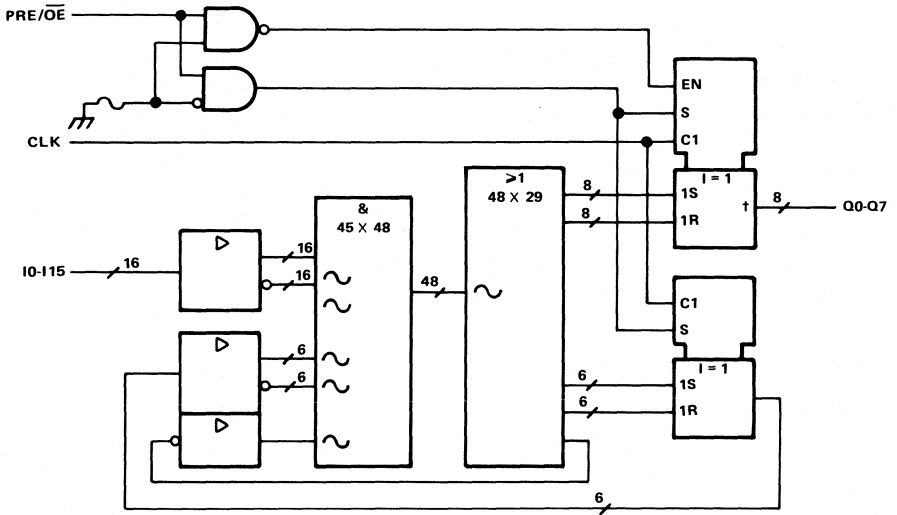 PRE/O̅E̅
EN
S
C1
CLK
I = 1
1S
1R
†
8
8
8
Q0-Q7
&
45 X 48
≥1
48 X 29
I0-I15
16
16
16
48
6
6
C1
S
I = 1
1S
1R
6
6
6